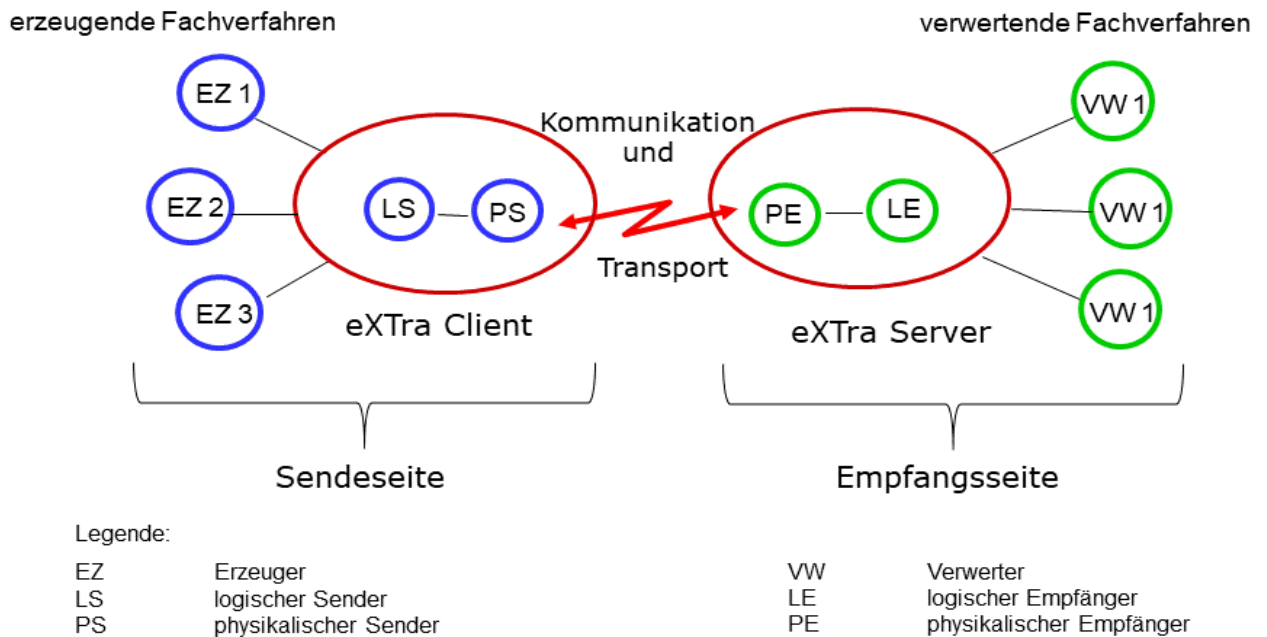 erzeugende Fachverfahren
verwertende Fachverfahren
EZ 1
EZ 2
EZ 3
LS
PS
Kommunikation
und
Transport
PE
LE
VW 1
VW 1
VW 1
eXTra Client
eXTra Server
Sendeseite
Empfangsseite
Legende:
EZ Erzeuger
LS logischer Sender
PS physikalischer Sender
VW Verwerter
LE logischer Empfänger
PE physikalischer Empfänger